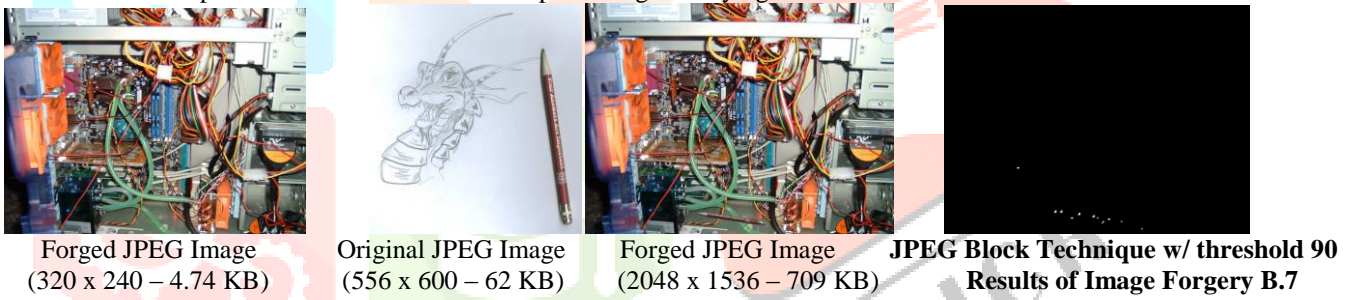 Forged JPEG Image Original JPEG Image Forged JPEG Image JPEG Block Technique w/ threshold 90
(320 x 240 – 4.74 KB) (556 x 600 – 62 KB) (2048 x 1536 – 709 KB) Results of Image Forgery B.7